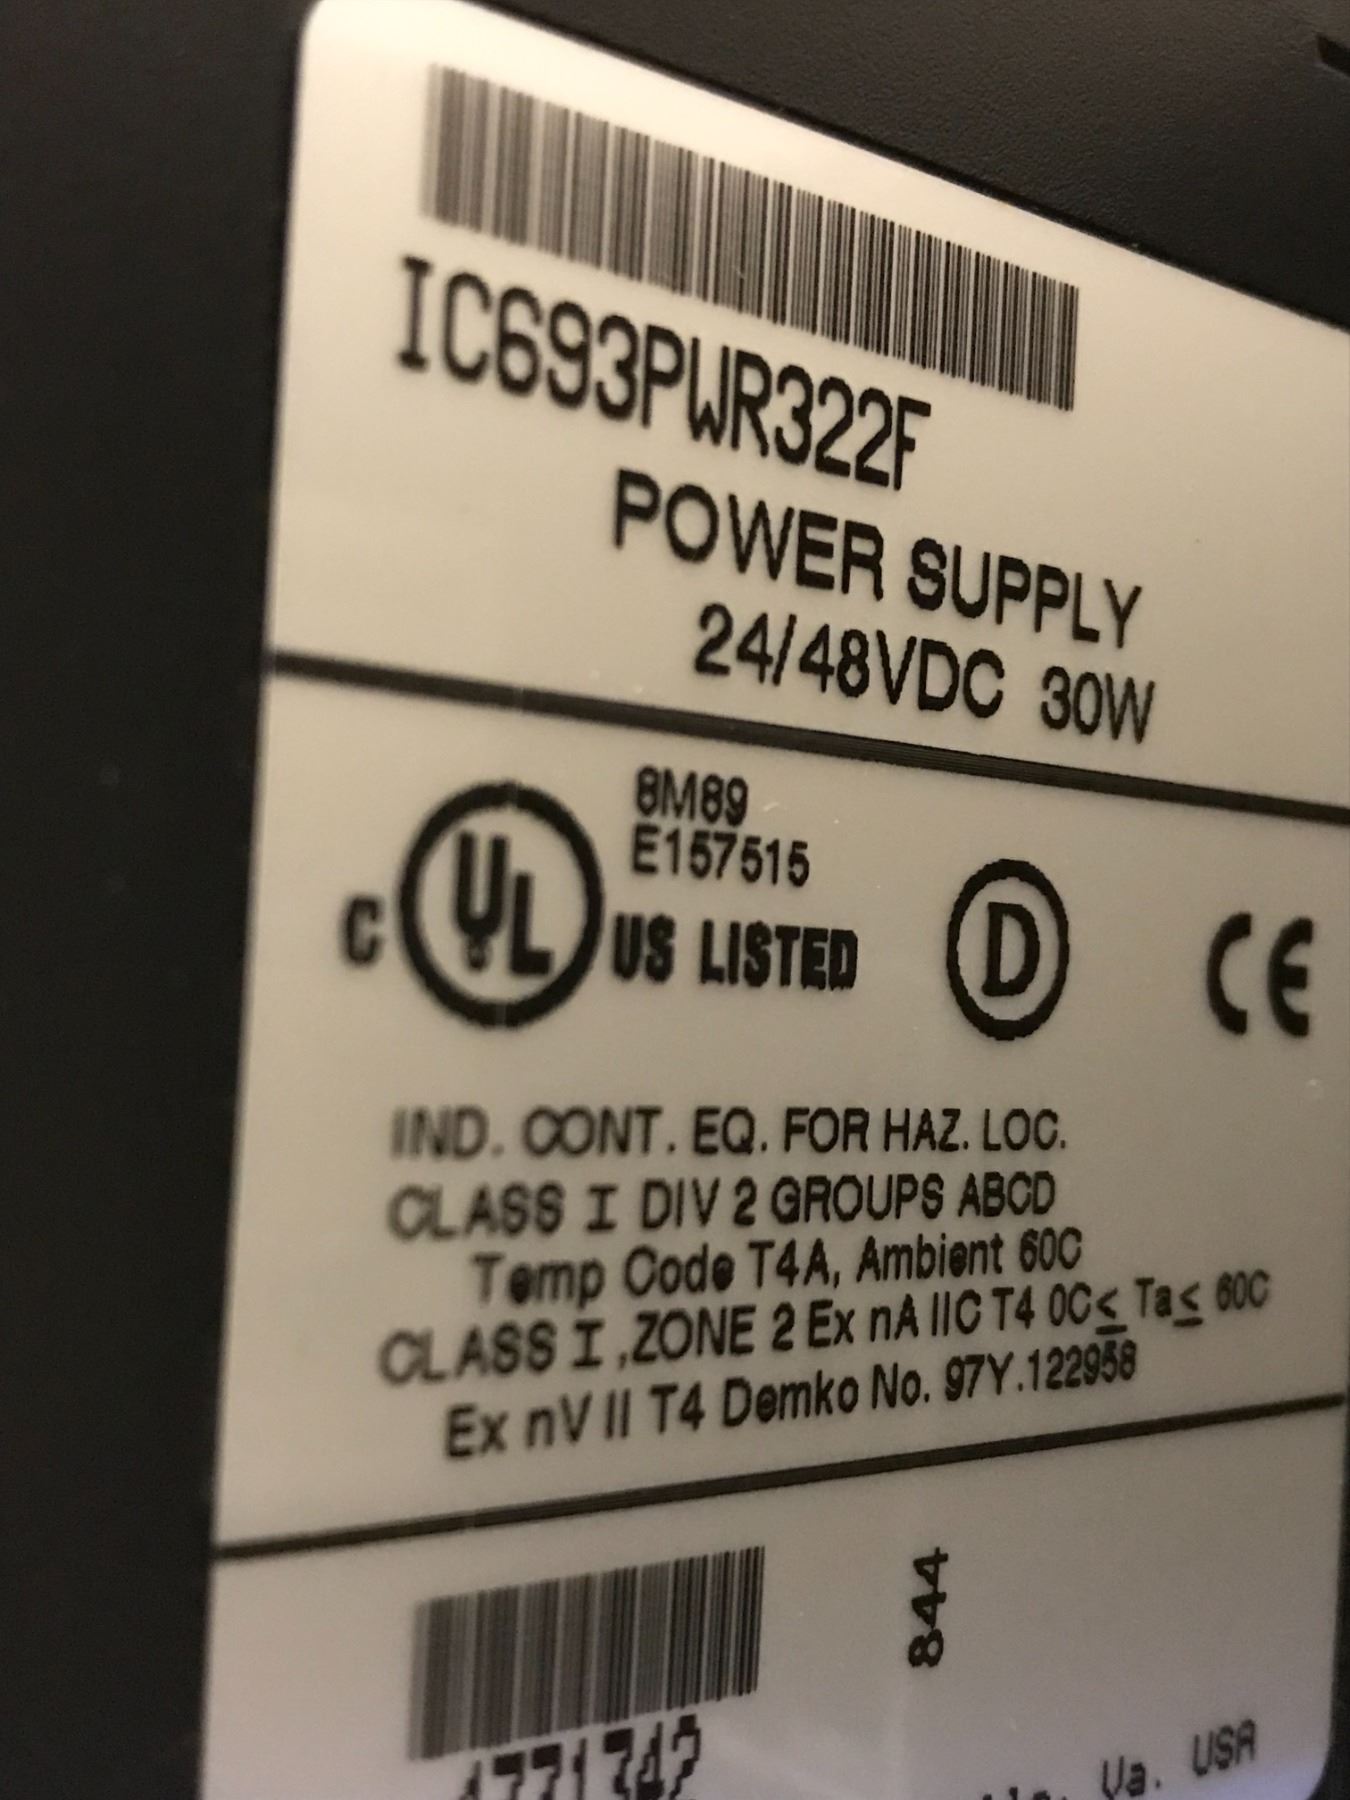 IC693PWR322F
POWER SUPPLY
24/48VDC 30W
8M89
E157515
C UL US LISTED
D
CE
IND. CONT. EQ. FOR HAZ. LOC.
CLASS I DIV 2 GROUPS ABCD
Temp Code T4A, Ambient 60C
CLASS I ,ZONE 2 Ex nA IIC T4 0C≤ Ta≤ 60C
Ex nV II T4 Demko No. 97Y.122958
844
Va. USA